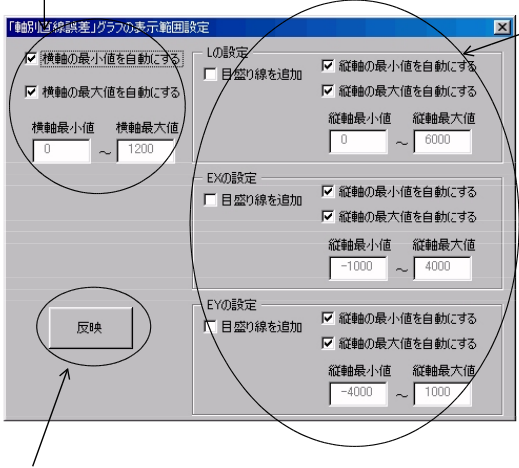 「軸別直線誤差」グラフの表示範囲設定
横軸の最小値を自動にする
横軸の最大値を自動にする
横軸最小値 横軸最大値
0 ～ 1200
反映
Lの設定
目盛り線を追加
縦軸の最小値を自動にする
縦軸の最大値を自動にする
縦軸最小値 縦軸最大値
0 ～ 6000
EXの設定
目盛り線を追加
縦軸の最小値を自動にする
縦軸の最大値を自動にする
縦軸最小値 縦軸最大値
-1000 ～ 4000
EYの設定
目盛り線を追加
縦軸の最小値を自動にする
縦軸の最大値を自動にする
縦軸最小値 縦軸最大値
-4000 ～ 1000